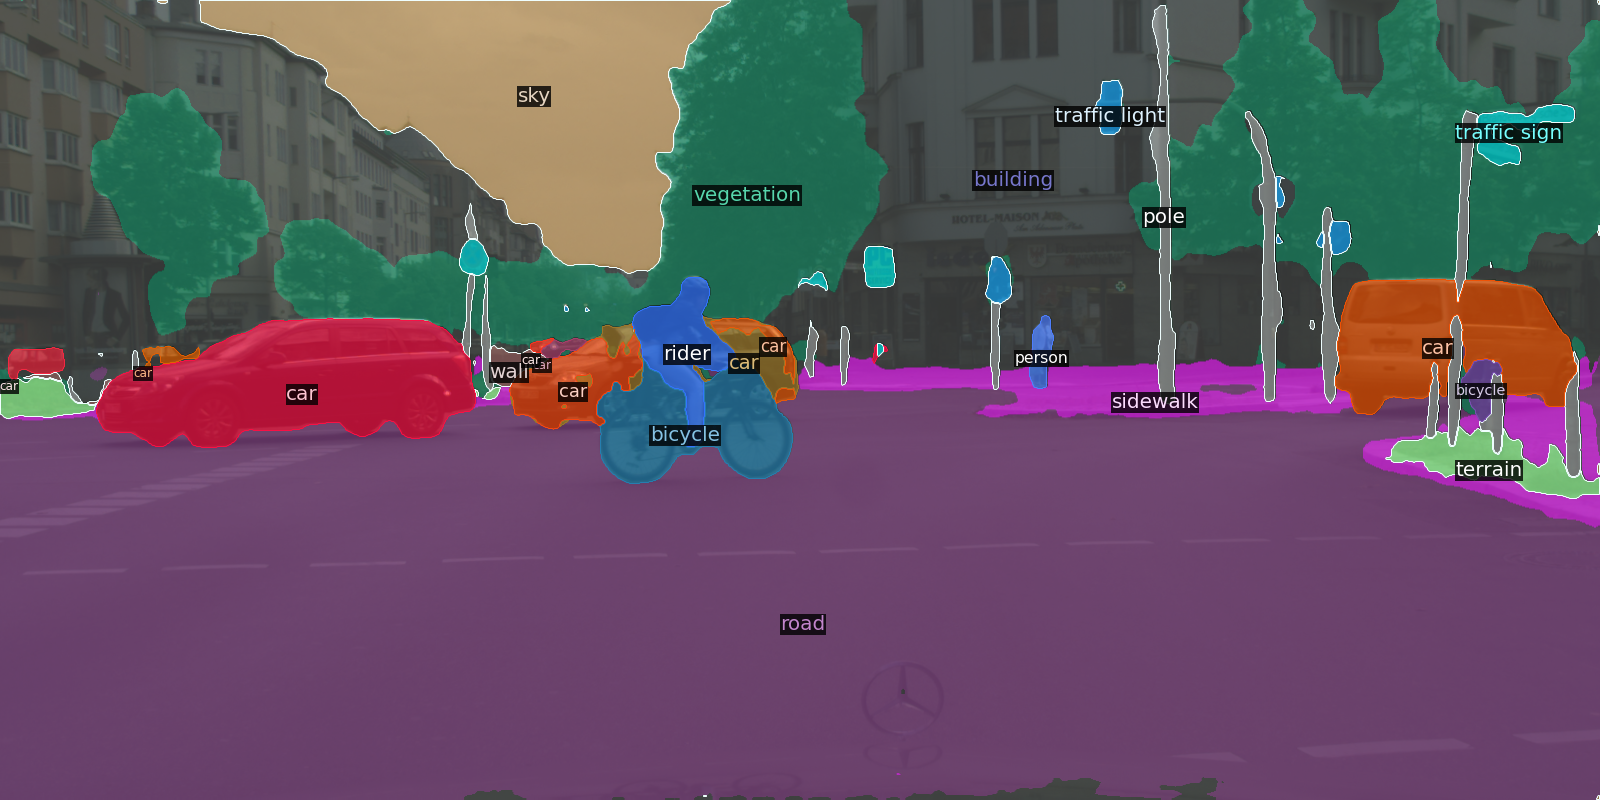 sky
traffic light
traffic sign
building
vegetation
pole
HOTEL-MAISON
rider
person
car
car
car
wall
car
car
car
car
car
car
bicycle
bicycle
sidewalk
terrain
road